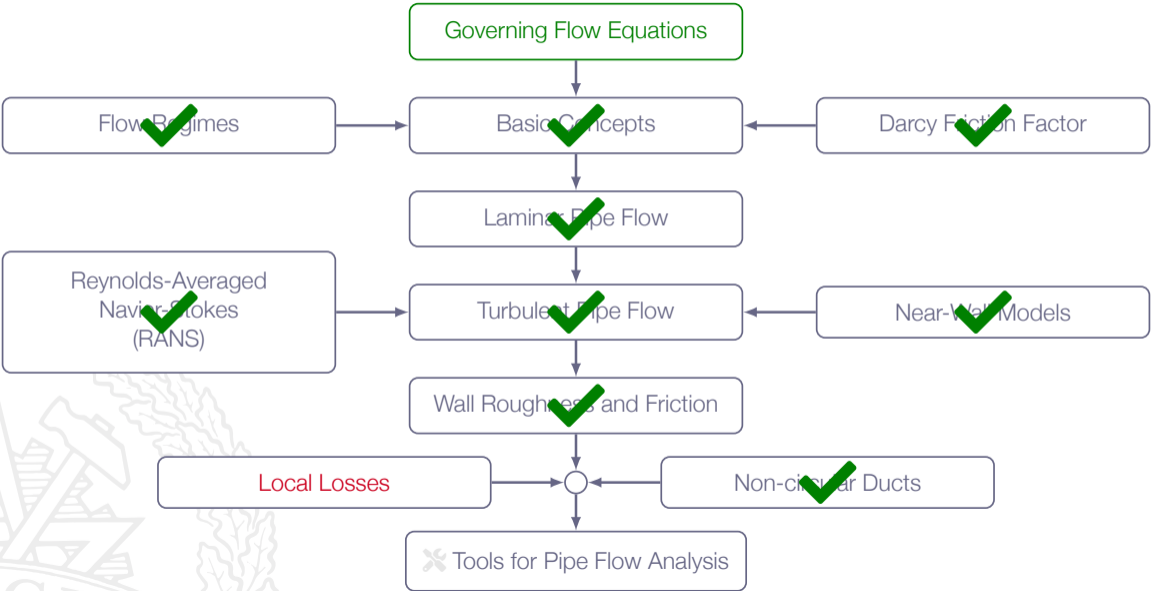 Governing Flow Equations
Flow Regimes
Basic Concepts
Darcy Friction Factor
Laminar Pipe Flow
Reynolds-Averaged
Navier-Stokes
(RANS)
Turbulent Pipe Flow
Near-Wall Models
Wall Roughness and Friction
Local Losses
Non-circular Ducts
Tools for Pipe Flow Analysis